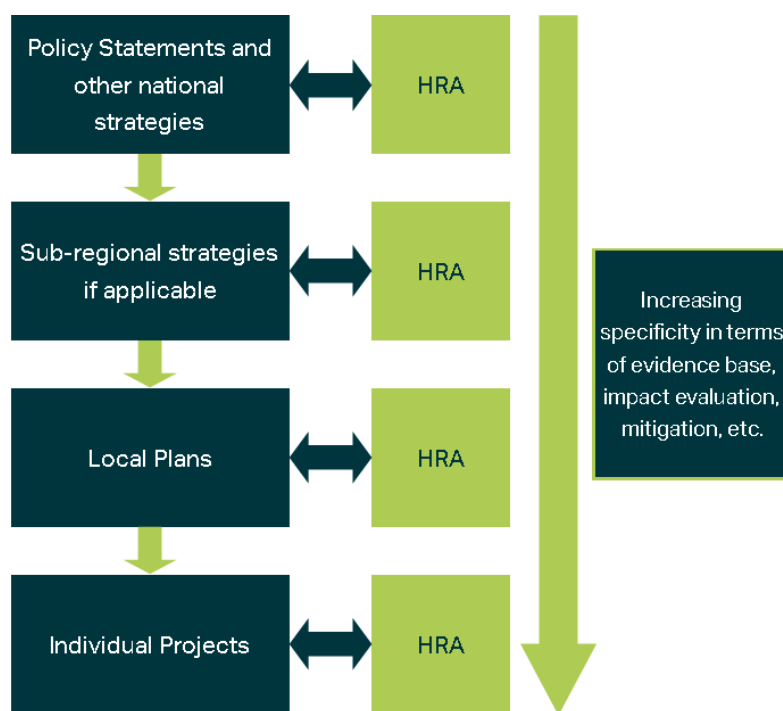 Policy Statements and
other national
strategies
HRA
Sub-regional strategies
if applicable
HRA
Increasing
specificity in terms
of evidence base,
impact evaluation,
mitigation, etc.
Local Plans
HRA
Individual Projects
HRA